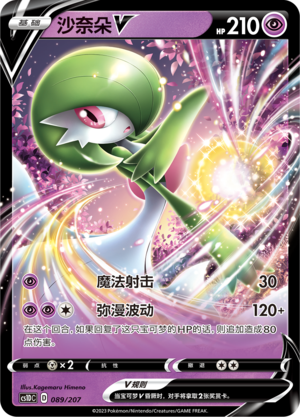 基础 沙奈朵V HP210
魔法射击 30
弥漫波动 120+
在这个回合，如果回复了这只宝可梦的HP的话，则追加造成80
点伤害。
弱点 ×2 抗性 撤退
Illus.Kagemaru Himeno
V规则
cs10C D 089/207
当宝可梦V昏厥时，对手将拿取2张奖赏卡。
©2023 Pokémon/Nintendo/Creatures/GAME FREAK.